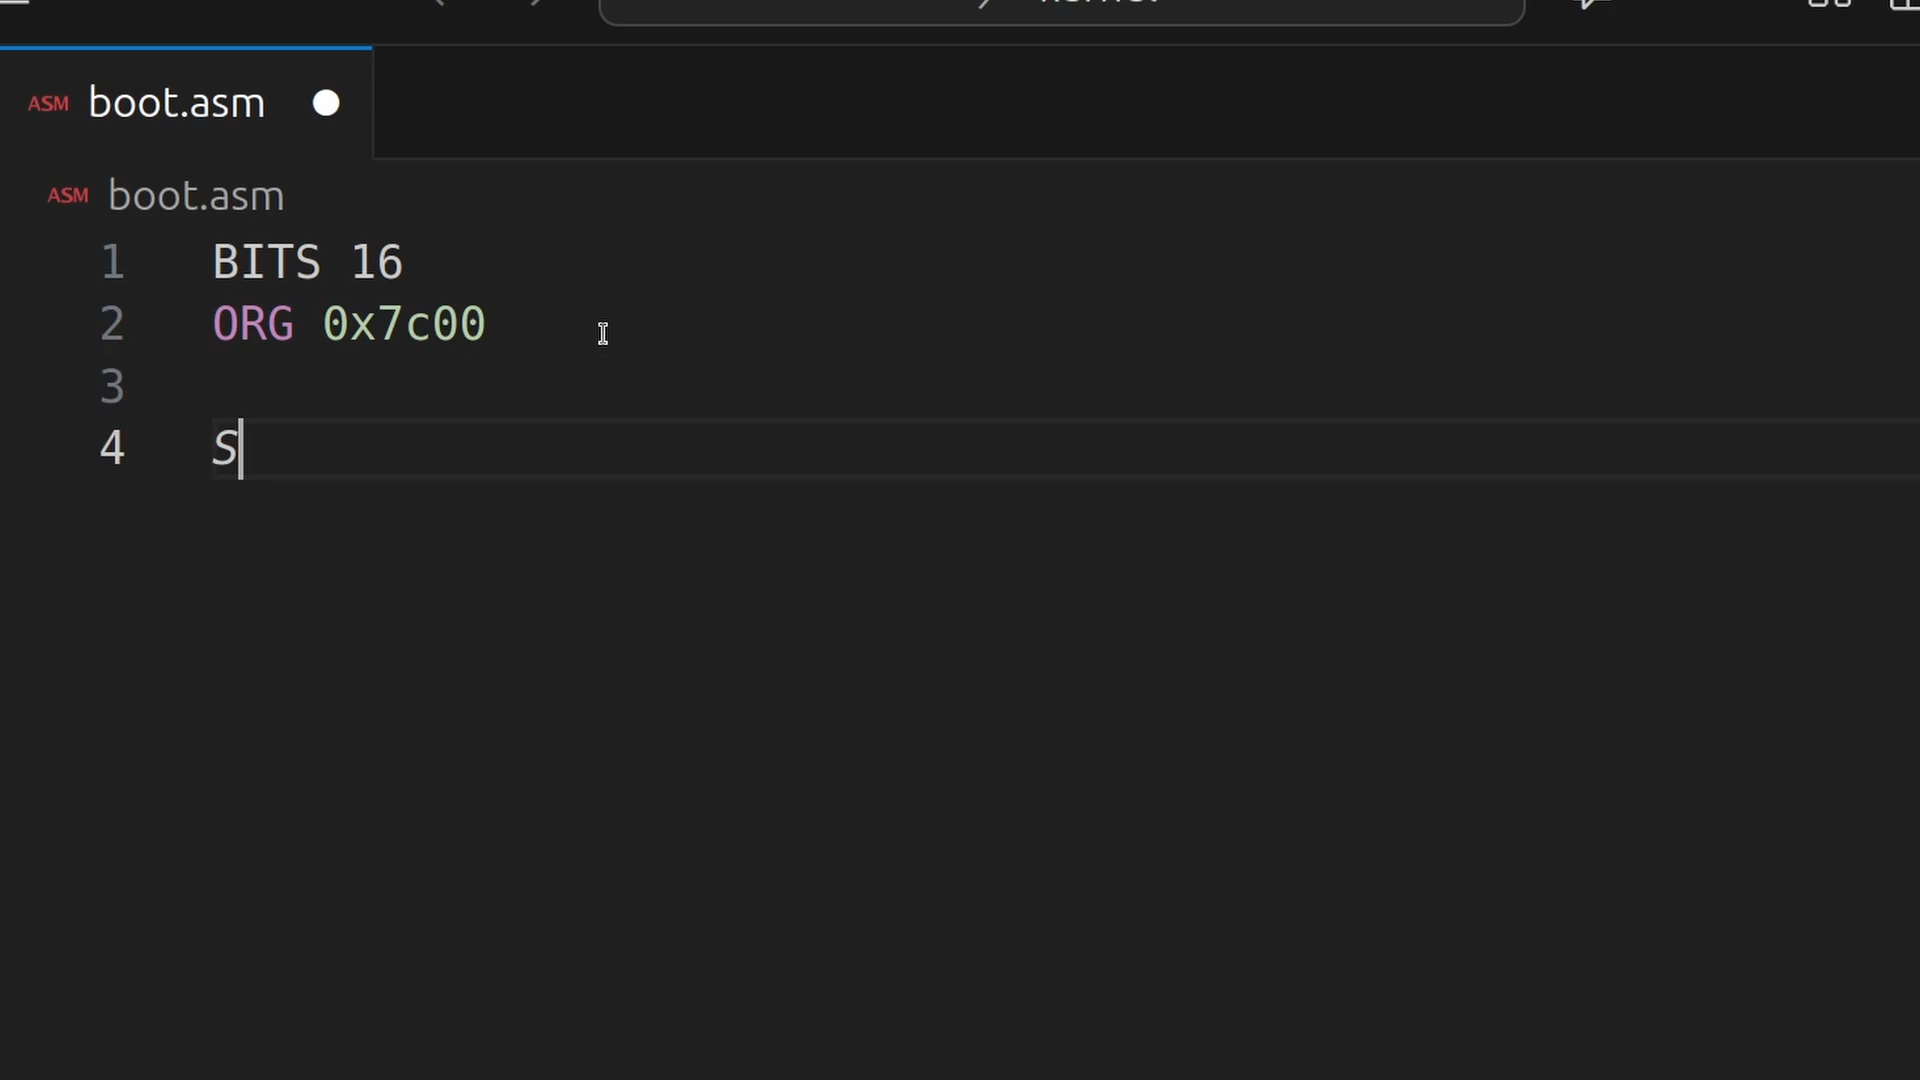 ASM boot.asm
ASM boot.asm
1 BITS 16
2 ORG 0x7c00
3
4 S